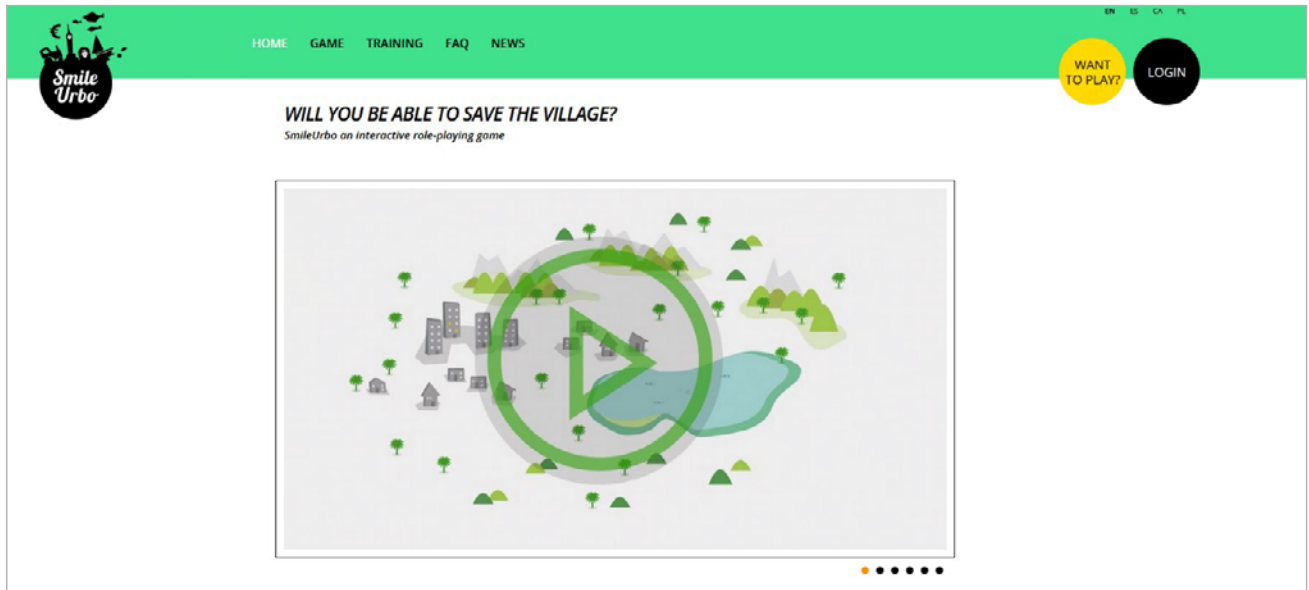 EN ES CA PL
Smile
Urbo
HOME GAME TRAINING FAQ NEWS
WANT
TO PLAY?
LOGIN
WILL YOU BE ABLE TO SAVE THE VILLAGE?
SmileUrbo an interactive role-playing game